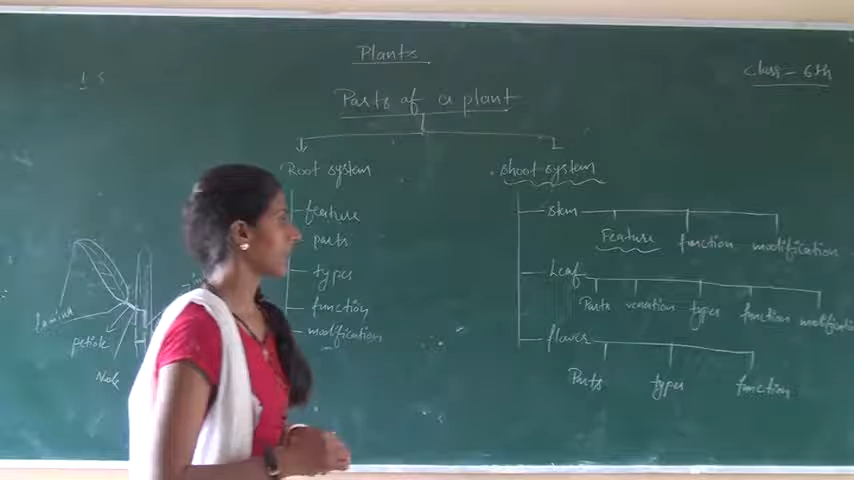 Plants
Class - 6th
Parts of a plant
Root system
feature
parts
types
function
modification
Shoot system
stem
Feature function modification
Leaf
Parts venation types function
flower
Parts types function
lamina
petiole
Node